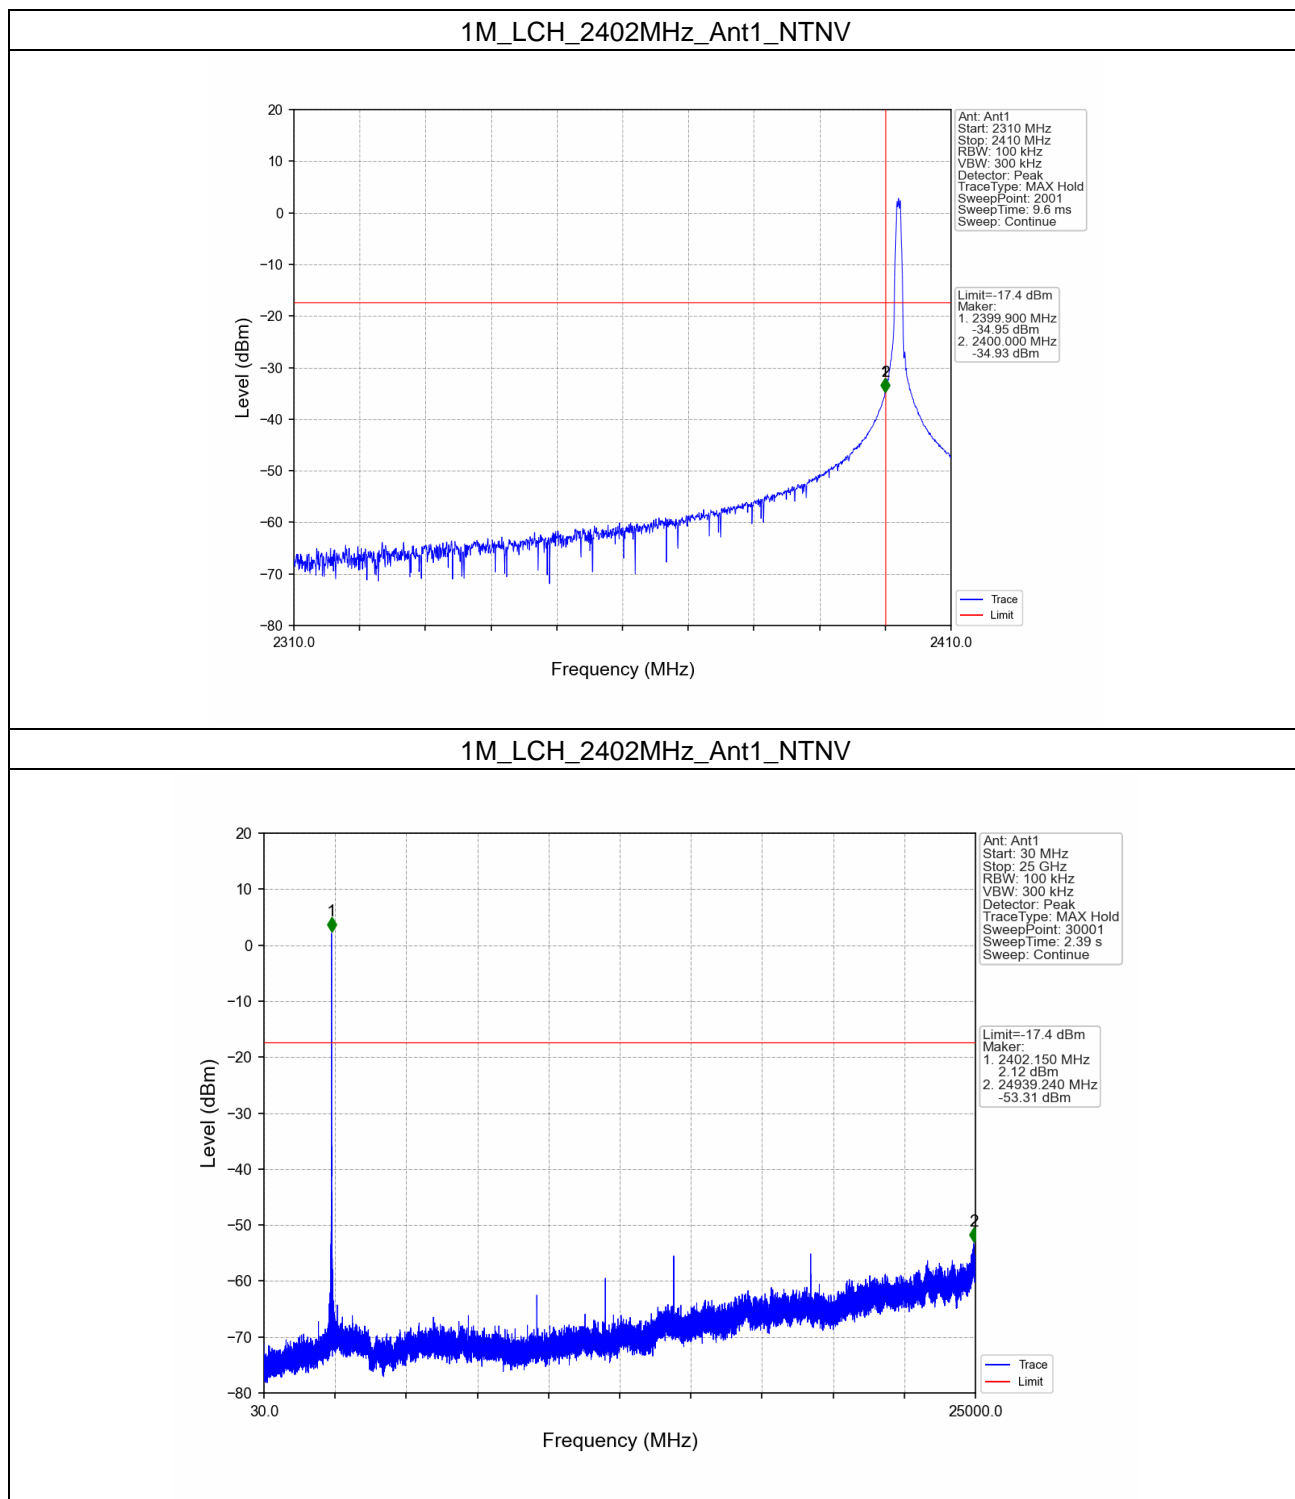 1M_LCH_2402MHz_Ant1_NTNV
20
10
0
−10
−20
−30
−40
−50
−60
−70
−80
Level (dBm)
2310.0
2410.0
Frequency (MHz)
2
Ant: Ant1
Start: 2310 MHz
Stop: 2410 MHz
RBW: 100 kHz
VBW: 300 kHz
Detector: Peak
TraceType: MAX Hold
SweepPoint: 2001
SweepTime: 9.6 ms
Sweep: Continue
Limit=-17.4 dBm
Maker:
1. 2399.900 MHz
-34.95 dBm
2. 2400.000 MHz
-34.93 dBm
Trace
Limit
1M_LCH_2402MHz_Ant1_NTNV
20
10
0
−10
−20
−30
−40
−50
−60
−70
−80
Level (dBm)
30.0
25000.0
Frequency (MHz)
1
2
Ant: Ant1
Start: 30 MHz
Stop: 25 GHz
RBW: 100 kHz
VBW: 300 kHz
Detector: Peak
TraceType: MAX Hold
SweepPoint: 30001
SweepTime: 2.39 s
Sweep: Continue
Limit=-17.4 dBm
Maker:
1. 2402.150 MHz
2.12 dBm
2. 24939.240 MHz
-53.31 dBm
Trace
Limit